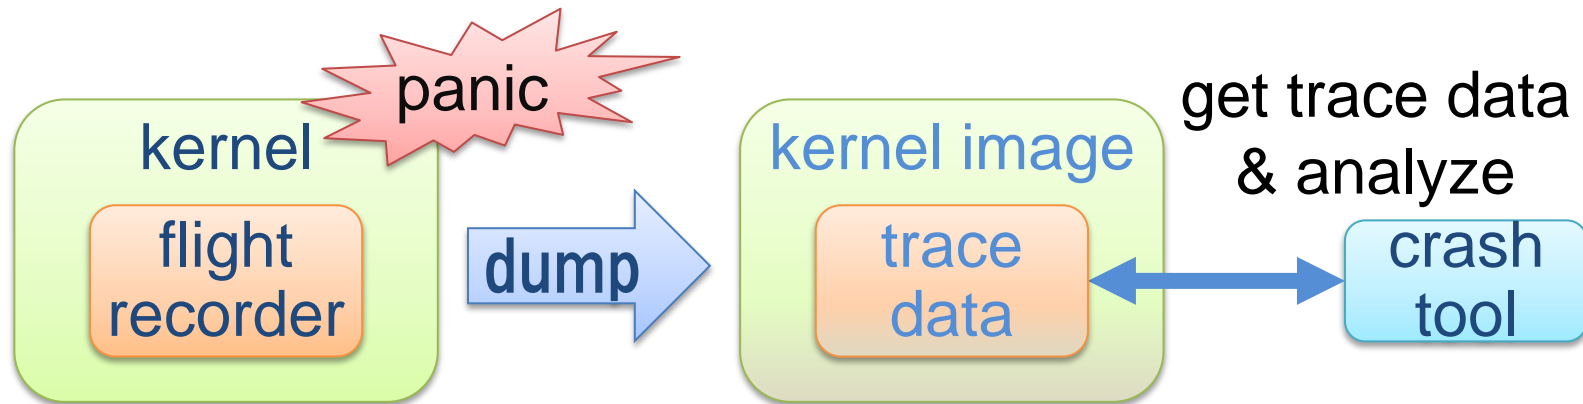 panic
kernel
flight
recorder
dump
kernel image
trace
data
get trace data
& analyze
crash
tool